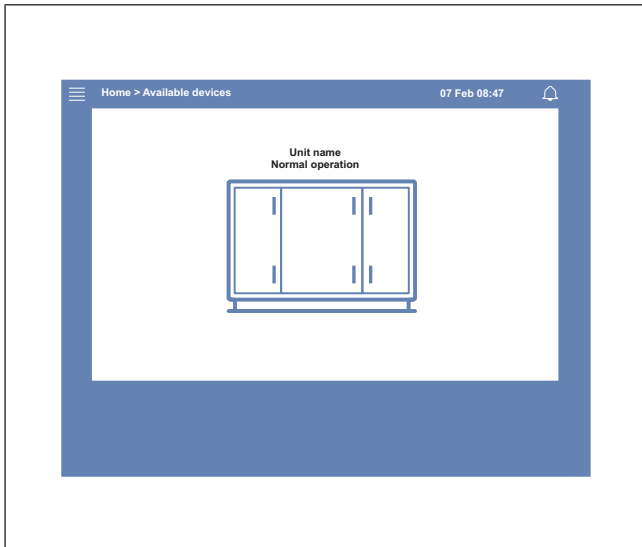 Home > Available devices
07 Feb 08:47
Unit name
Normal operation